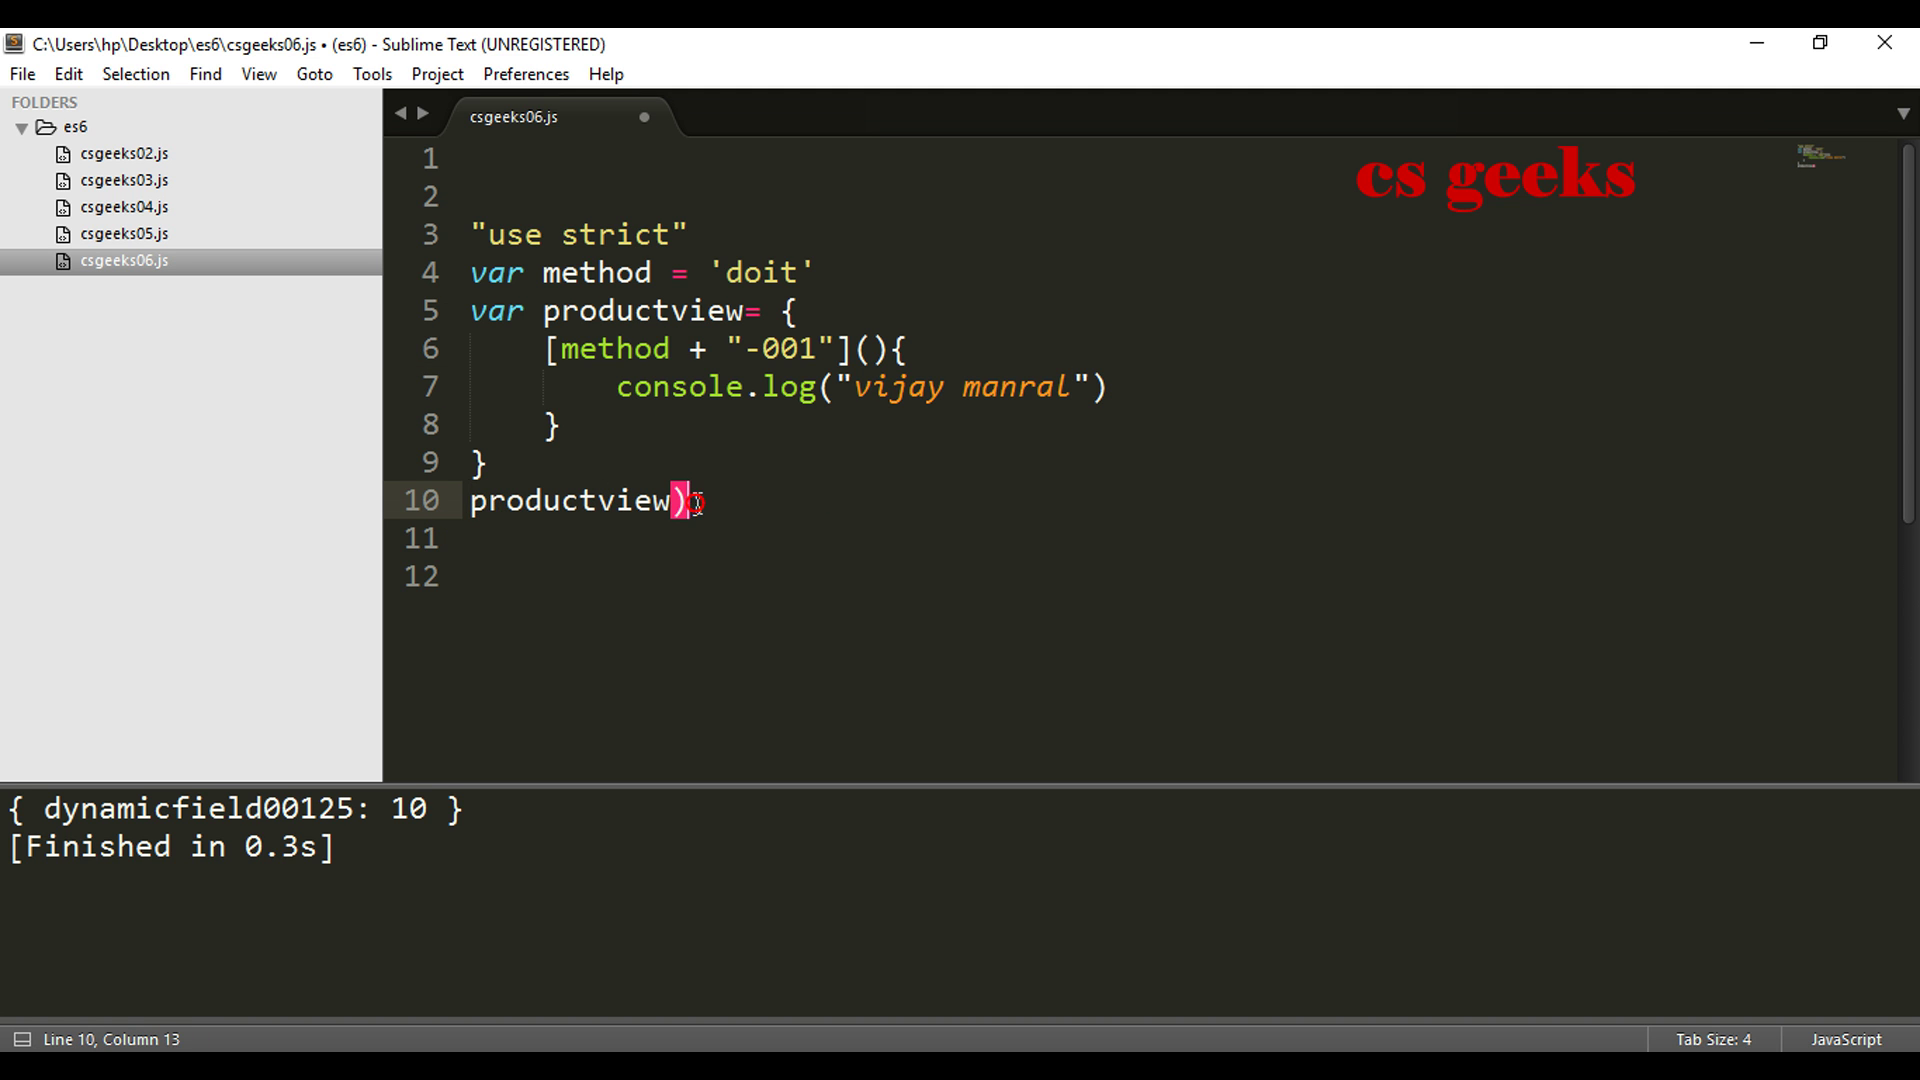 C:\Users\hp\Desktop\es6\csgeeks06.js • (es6) - Sublime Text (UNREGISTERED)
File Edit Selection Find View Goto Tools Project Preferences Help
FOLDERS
es6
csgeeks02.js
csgeeks03.js
csgeeks04.js
csgeeks05.js
csgeeks06.js
csgeeks06.js
cs geeks
1
2
3 "use strict"
4 var method = 'doit'
5 var productview= {
6 [method + "-001"](){
7 console.log("vijay manral")
8 }
9 }
10 productview)
11
12
{ dynamicfield00125: 10 }
[Finished in 0.3s]
Line 10, Column 13
Tab Size: 4
JavaScript